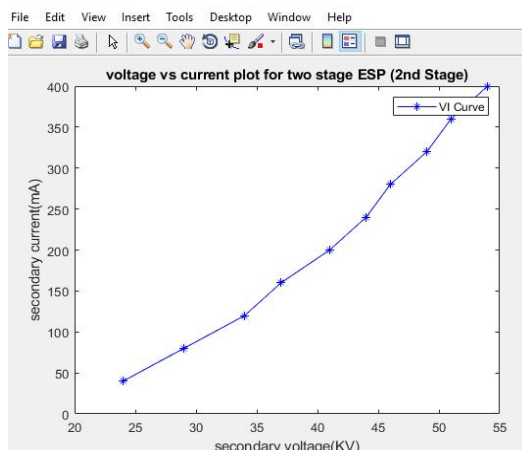 File Edit View Insert Tools Desktop Window Help
voltage vs current plot for two stage ESP (2nd Stage)
VI Curve
secondary current(mA)
400
350
300
250
200
150
100
50
0
20 25 30 35 40 45 50 55
secondary voltage(KV)